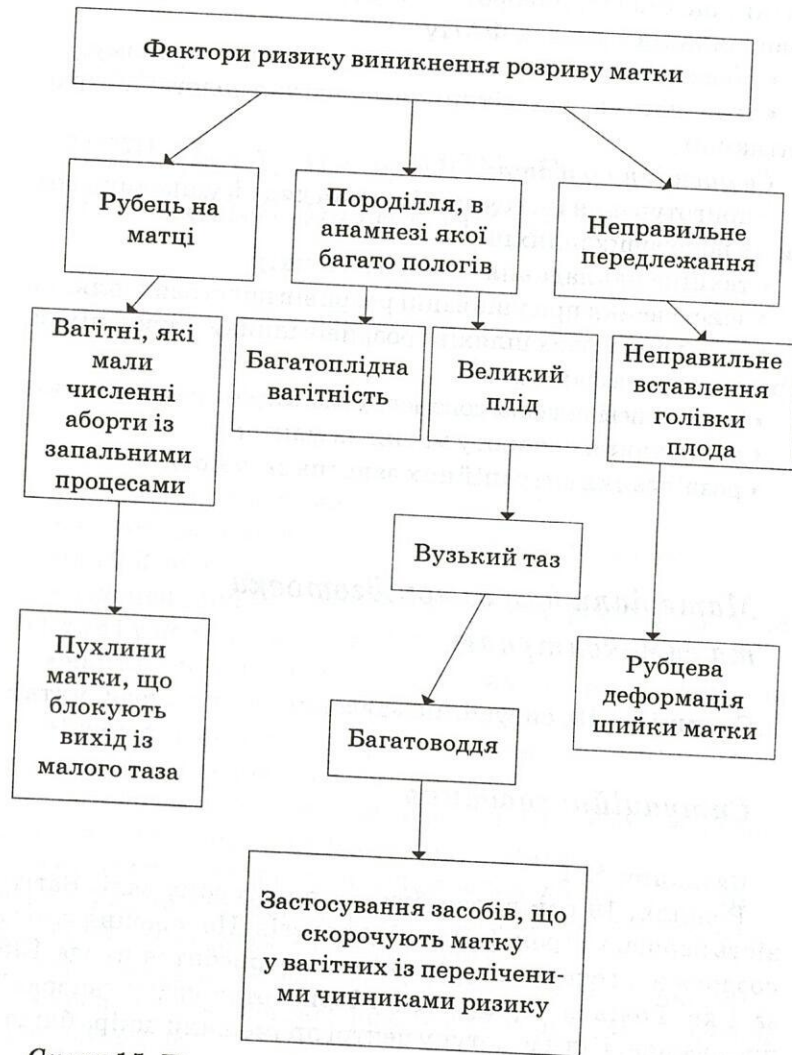 Фактори ризику виникнення розриву матки
Рубець на
матці
Породілля, в
анамнезі якої
багато пологів
Неправильне
передлежання
Вагітні, які
мали
численні
аборти із
запальними
процесами
Багатоплідна
вагітність
Великий
плід
Неправильне
вставлення
голівки
плода
Вузький таз
Пухлини
матки, що
блокують
вихід із
малого таза
Багатоводдя
Рубцева
деформація
шийки матки
Застосування засобів, що
скорочують матку
у вагітних із перелічени-
ми чинниками ризику